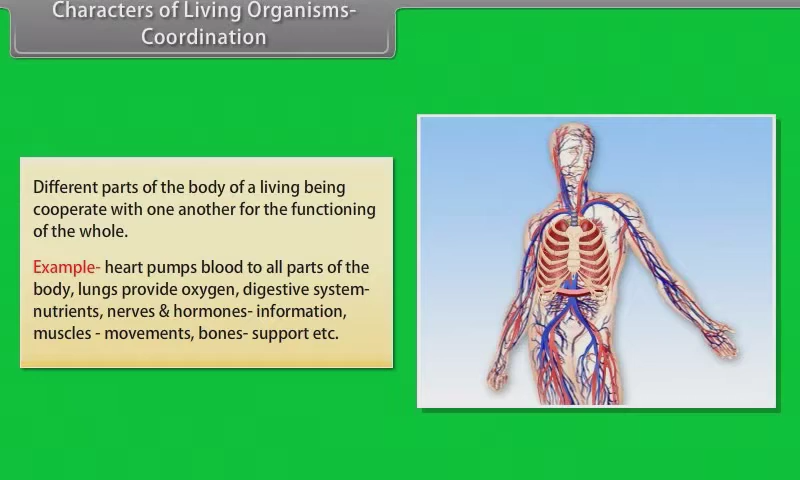 Characters of Living Organisms-
Coordination
Different parts of the body of a living being
cooperate with one another for the functioning
of the whole.
Example- heart pumps blood to all parts of the
body, lungs provide oxygen, digestive system-
nutrients, nerves & hormones- information,
muscles - movements, bones- support etc.